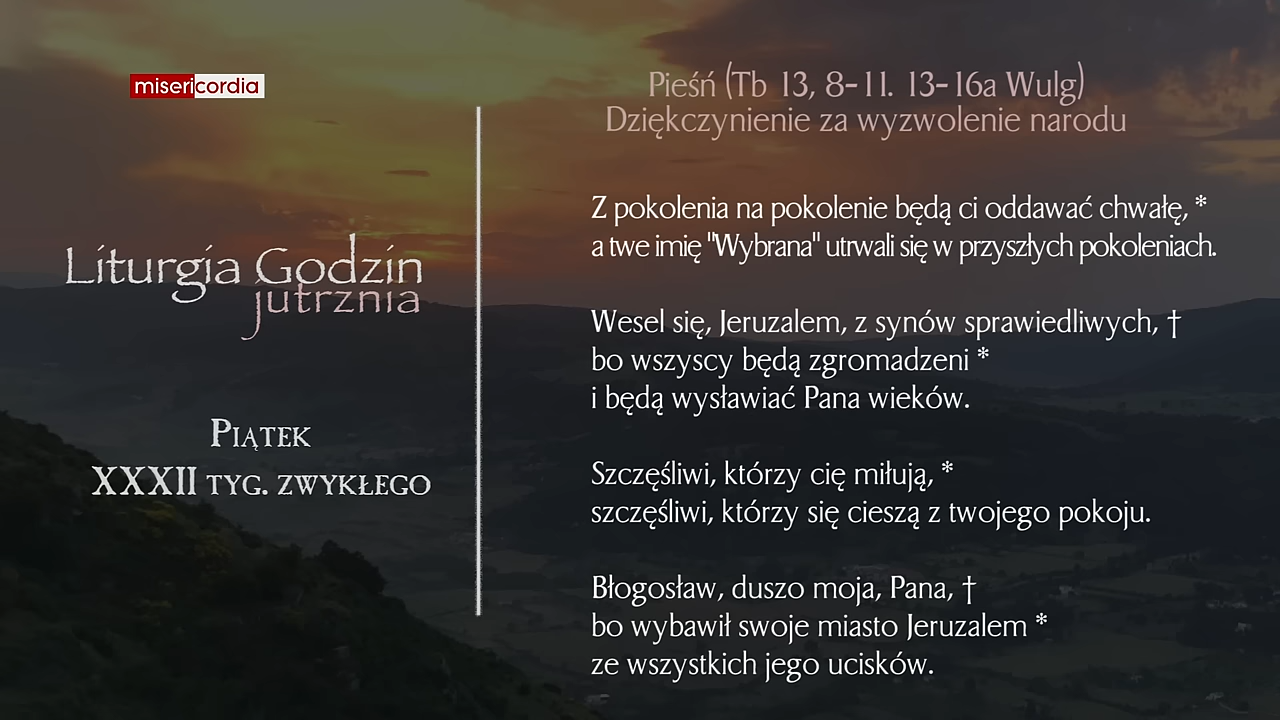 misericordia
Liturgia Godzin
jutrznia
Piątek
XXXII tyg. zwykłego
Pieśń (Tb 13, 8-11. 13-16a Wulg)
Dziękczynienie za wyzwolenie narodu
Z pokolenia na pokolenie będą ci oddawać chwałę, *
a twe imię "Wybrana" utrwali się w przyszłych pokoleniach.
Wesel się, Jeruzalem, z synów sprawiedliwych, †
bo wszyscy będą zgromadzeni *
i będą wysławiać Pana wieków.
Szczęśliwi, którzy cię miłują, *
szczęśliwi, którzy się cieszą z twojego pokoju.
Błogosław, duszo moja, Pana, †
bo wybawił swoje miasto Jeruzalem *
ze wszystkich jego ucisków.